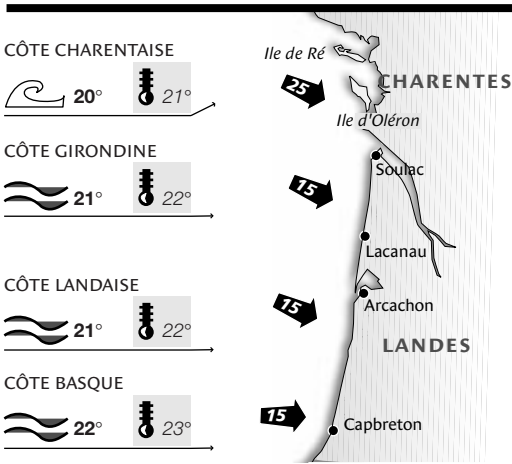 CÔTE CHARENTAISE
20° 21°
CÔTE GIRONDINE
21° 22°
CÔTE LANDAISE
21° 22°
CÔTE BASQUE
22° 23°
Ile de Ré
25
CHARENTES
Ile d'Oléron
15
Soulac
Lacanau
15
Arcachon
LANDES
15
Capbreton